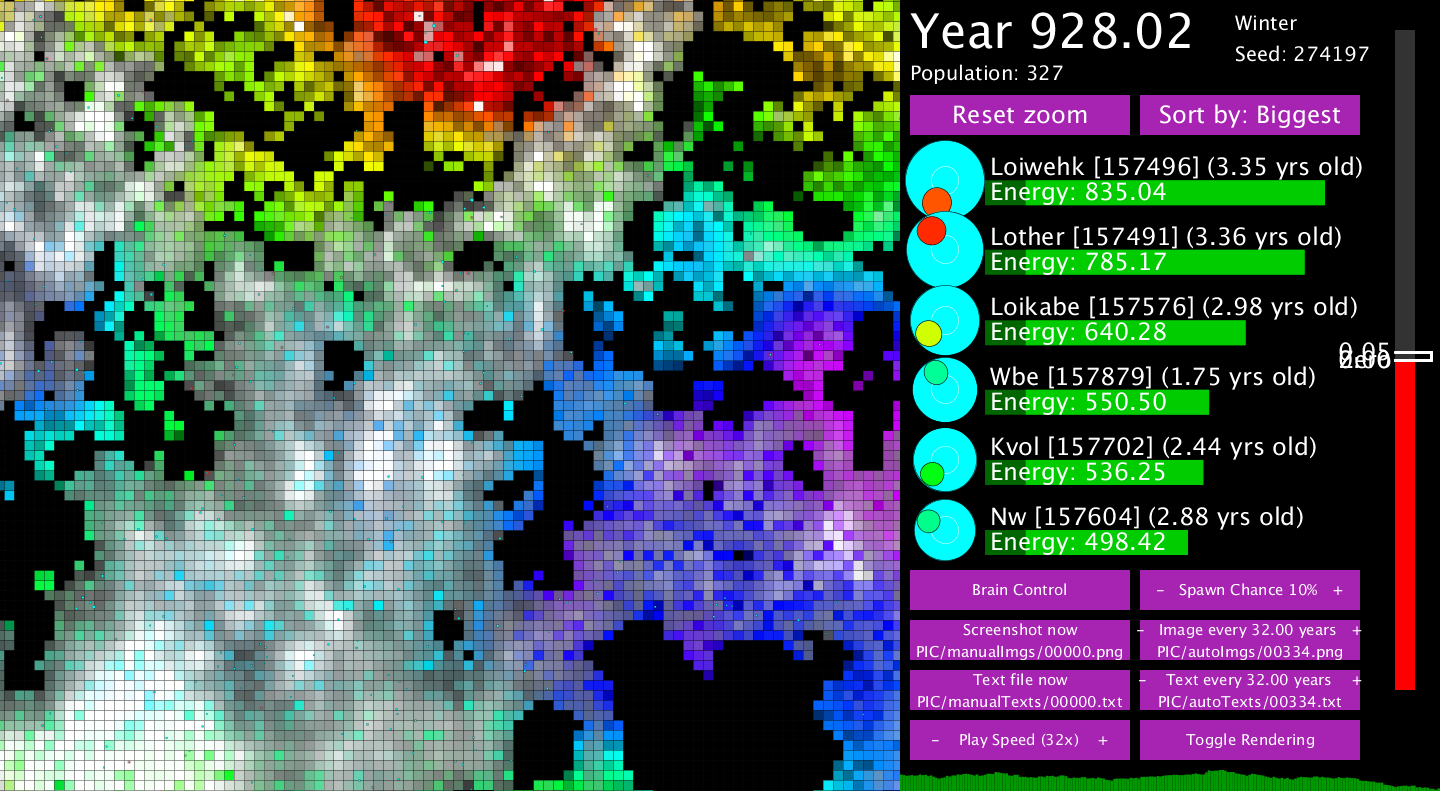 Year 928.02
Winter
Seed: 274197
Population: 327
Reset zoom
Sort by: Biggest
Loiwehk [157496] (3.35 yrs old)
Energy: 835.04
Lother [157491] (3.36 yrs old)
Energy: 785.17
Loikabe [157576] (2.98 yrs old)
Energy: 640.28
0.05
Wbe [157879] (1.75 yrs old)
Energy: 550.50
Kvol [157702] (2.44 yrs old)
Energy: 536.25
Nw [157604] (2.88 yrs old)
Energy: 498.42
Brain Control
– Spawn Chance 10% +
Screenshot now
PIC/manualImgs/00000.png
– Image every 32.00 years +
PIC/autoImgs/00334.png
Text file now
PIC/manualTexts/00000.txt
– Text every 32.00 years +
PIC/autoTexts/00334.txt
– Play Speed (32x) +
Toggle Rendering